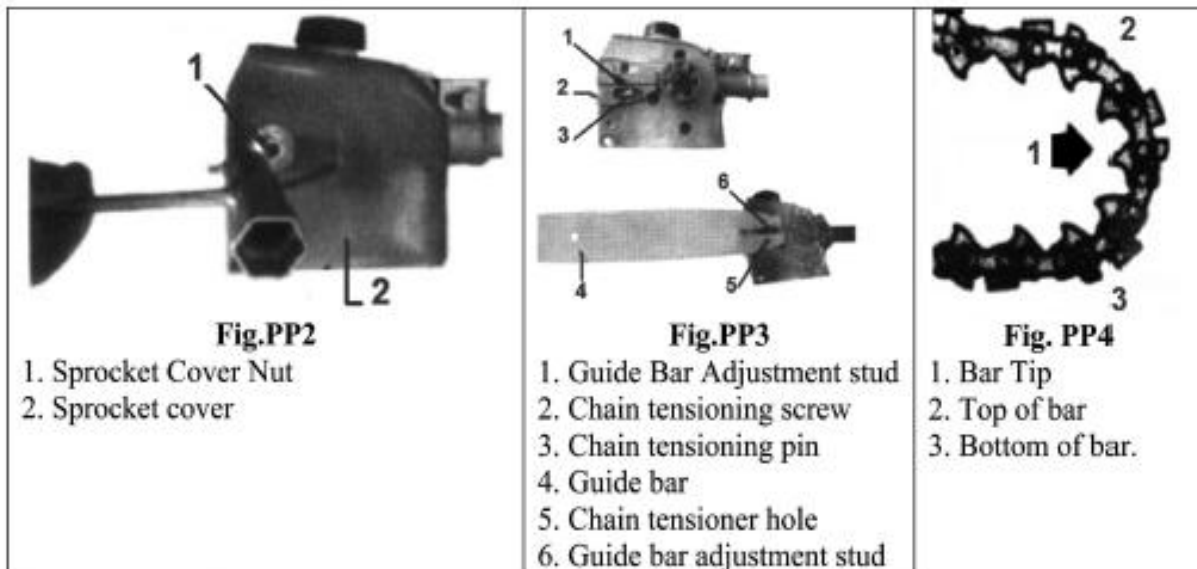 1
2
Fig.PP2
1. Sprocket Cover Nut
2. Sprocket cover
1
2
3
6
4
5
Fig.PP3
1. Guide Bar Adjustment stud
2. Chain tensioning screw
3. Chain tensioning pin
4. Guide bar
5. Chain tensioner hole
6. Guide bar adjustment stud
2
1
3
Fig. PP4
1. Bar Tip
2. Top of bar
3. Bottom of bar.